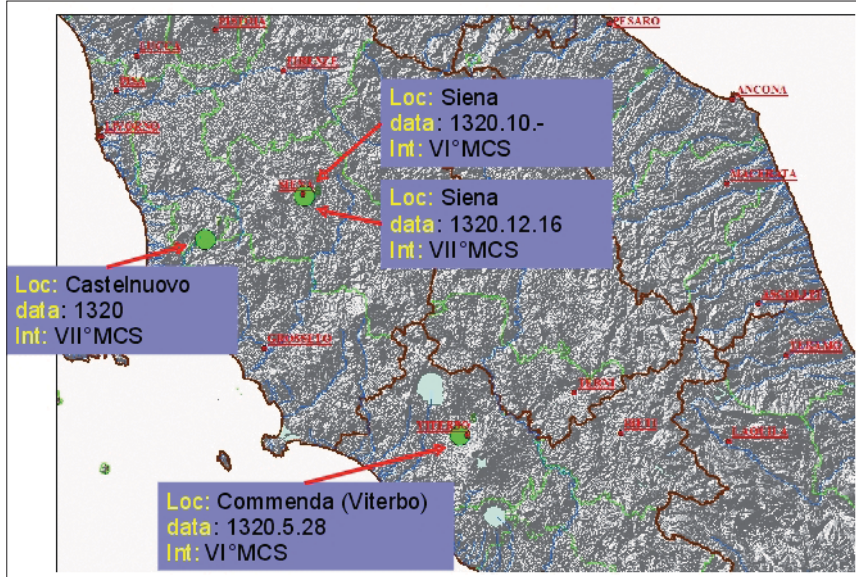 PISTOIA
PESARO
LUCCA
FIRENZE
PISA
ANCONA
LIVORNO
Loc: Siena
data: 1320.10.-
Int: VI°MCS
MACERATA
SIENA
Loc: Siena
data: 1320.12.16
Int: VII°MCS
Loc: Castelnuovo
data: 1320
Int: VII°MCS
GROSSETO
TERAMO
TERNI
VITERBO
RIETI
L'AQUILA
Loc: Commenda (Viterbo)
data: 1320.5.28
Int: VI°MCS